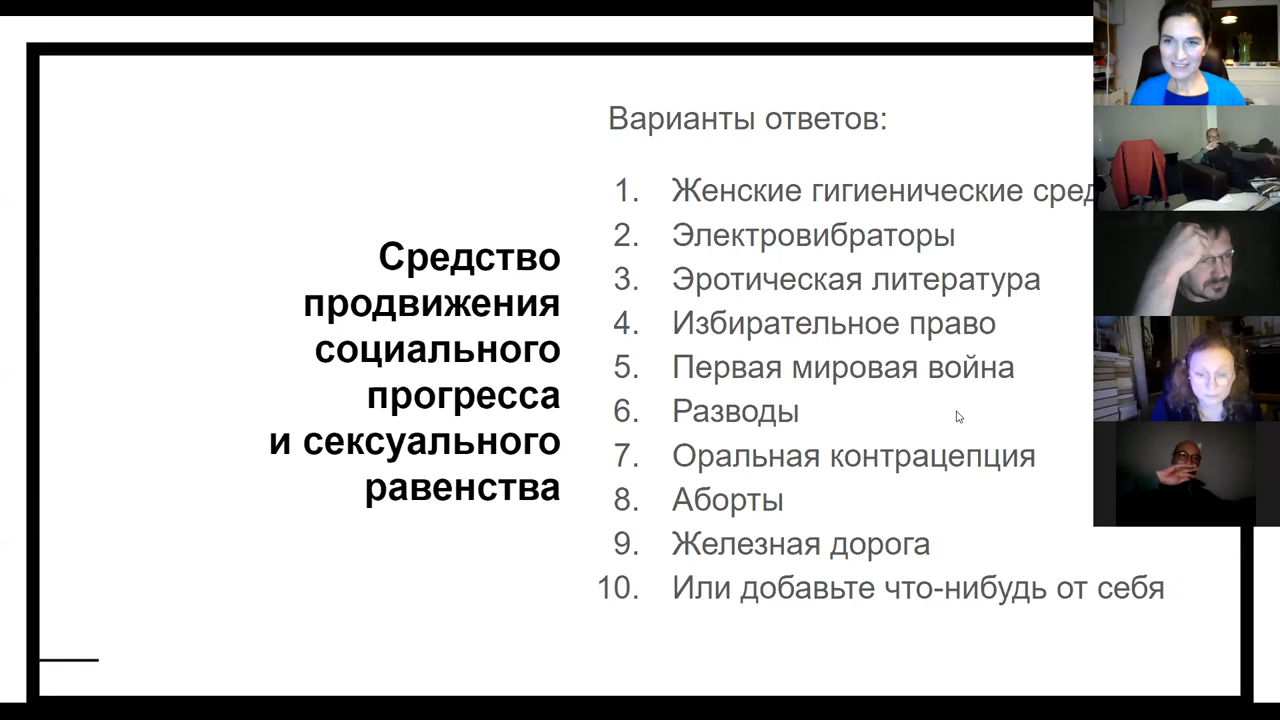 Средство
продвижения
социального
прогресса
и сексуального
равенства
Варианты ответов:
1. Женские гигиенические
2. Электровибраторы
3. Эротическая литература
4. Избирательное право
5. Первая мировая война
6. Разводы
7. Оральная контрацепция
8. Аборты
9. Железная дорога
10. Или добавьте что-нибудь от себя